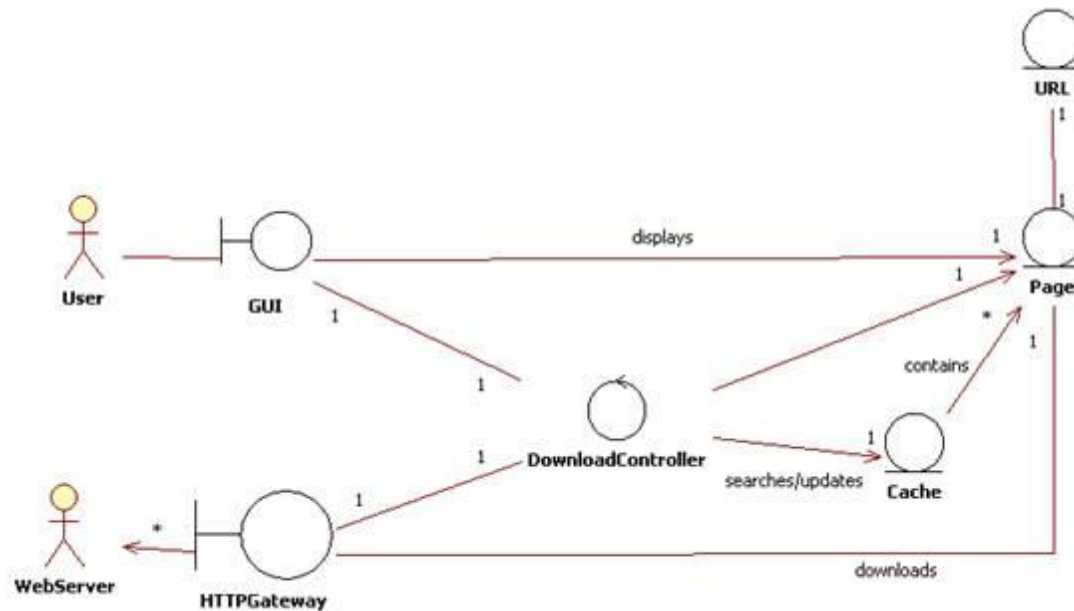 URL
1
1
displays
1
User
GUI
Page
1
1
*
1
contains
1
DownloadController
1
1
searches/updates
Cache
1
*
WebServer
HTTPGateway
downloads